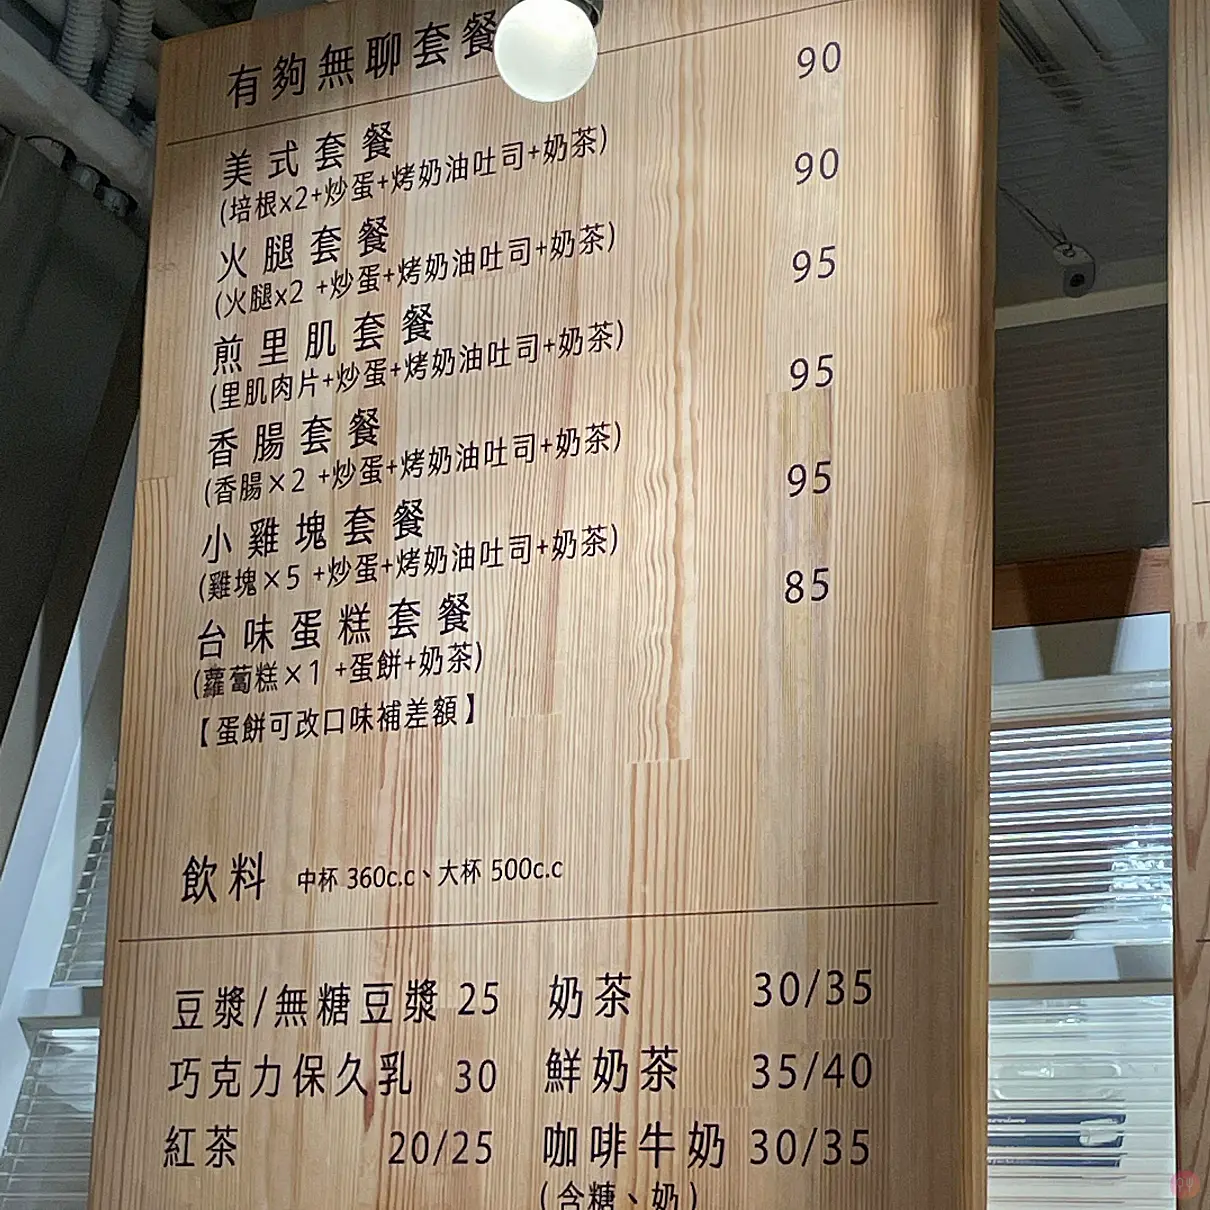 有夠無聊套餐
美式套餐 90
(培根x2+炒蛋+烤奶油吐司+奶茶)
火腿套餐 90
(火腿x2 +炒蛋+烤奶油吐司+奶茶)
煎里肌套餐 95
(里肌肉片+炒蛋+烤奶油吐司+奶茶)
香腸套餐 95
(香腸×2 +炒蛋+烤奶油吐司+奶茶)
小雞塊套餐 95
(雞塊×5 +炒蛋+烤奶油吐司+奶茶)
台味蛋糕套餐 85
(蘿蔔糕×1 +蛋餅+奶茶)
【蛋餅可改口味補差額】
飲料 中杯 360c.c、大杯 500c.c
豆漿/無糖豆漿 25 奶茶 30/35
巧克力保久乳 30 鮮奶茶 35/40
紅茶 20/25 咖啡牛奶 30/35
(含糖、奶)